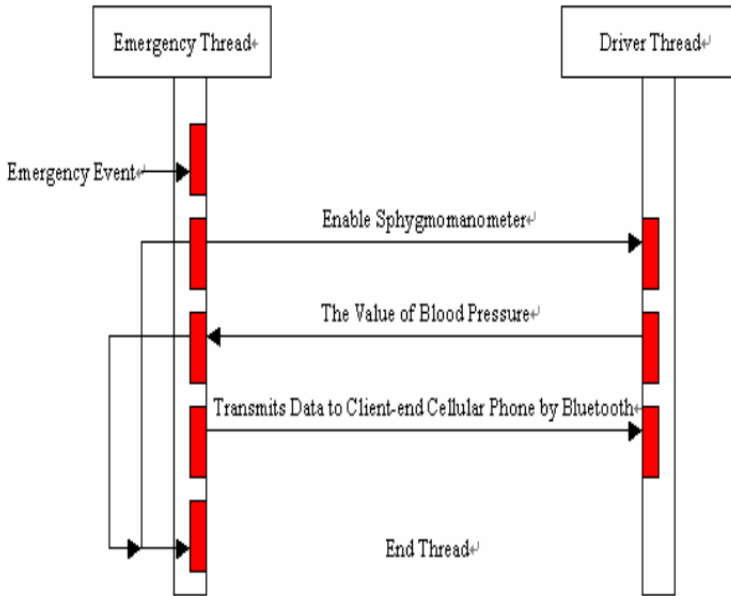 Emergency Thread↵
Driver Thread↵
Emergency Event↵
Enable Sphygmomanometer↵
The Value of Blood Pressure↵
Transmits Data to Client-end Cellular Phone by Bluetooth↵
End Thread↵